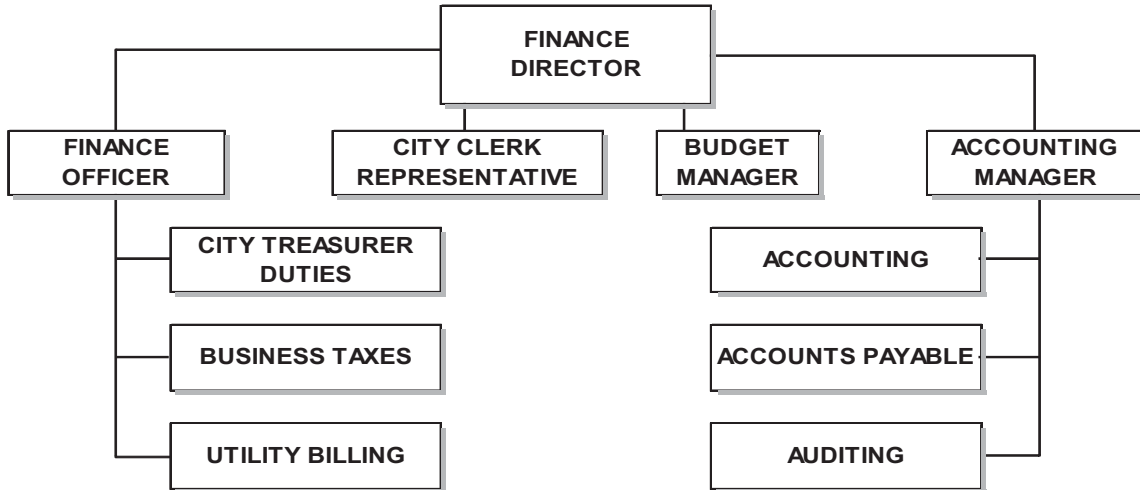 FINANCE
DIRECTOR
FINANCE
OFFICER
CITY CLERK
REPRESENTATIVE
BUDGET
MANAGER
ACCOUNTING
MANAGER
CITY TREASURER
DUTIES
ACCOUNTING
BUSINESS TAXES
ACCOUNTS PAYABLE
UTILITY BILLING
AUDITING